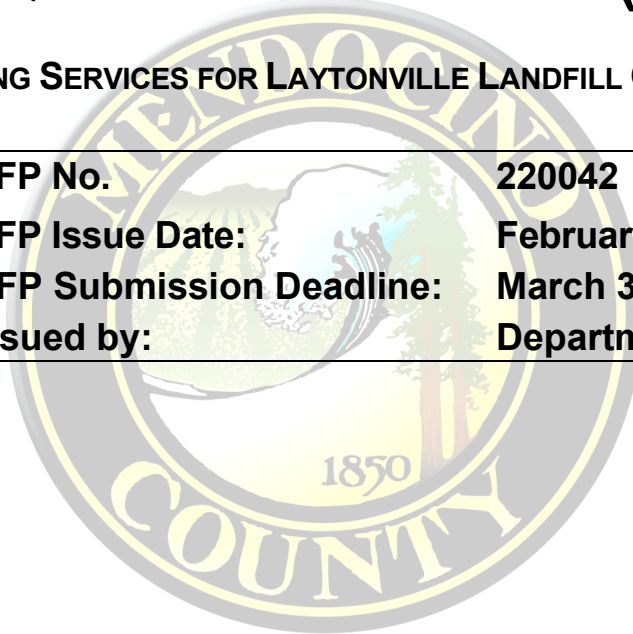 MENDOCINO
NG SERVICES FOR LAYTONVILLE LANDFILL
FP No. 220042
FP Issue Date: Februar
FP Submission Deadline: March 3
sued by: Departm
1850
COUNTY